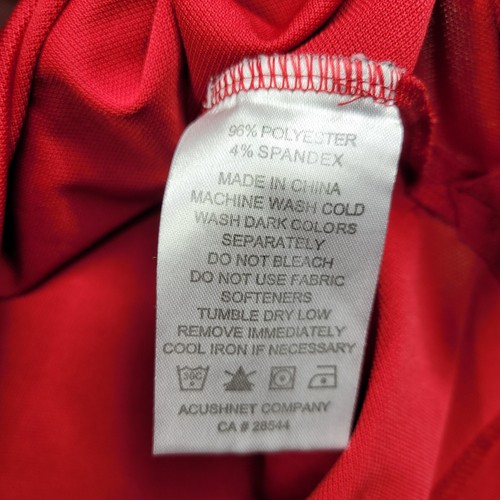 96% POLYESTER
4% SPANDEX
MADE IN CHINA
MACHINE WASH COLD
WASH DARK COLORS
SEPARATELY
DO NOT BLEACH
DO NOT USE FABRIC
SOFTENERS
TUMBLE DRY LOW
REMOVE IMMEDIATELY
COOL IRON IF NECESSARY
30C
ACUSHNET COMPANY
CA # 28544